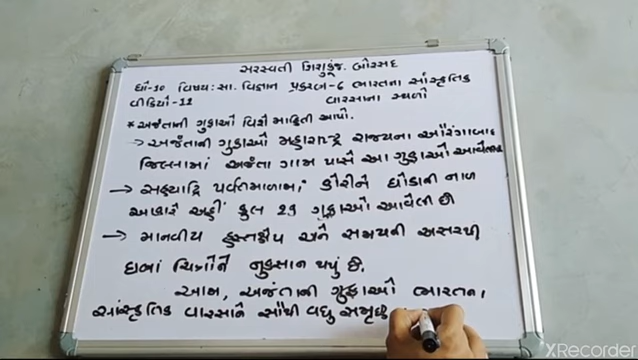 સરસ્વતી શિશુકુંજ. બોરસદ
ધો-10 વિષય: સા. વિજ્ઞાન પ્રકરણ-6 ભારતના સાંસ્કૃતિક
વીડિયો-11 વારસાના સ્થળો
* અજંતાની ગુફાઓ વિશે માહિતી આપો.
→ અજંતાની ગુફાઓ મહારાષ્ટ્ર રાજ્યના ઔરંગાબાદ
જિલ્લામાં અજંતા ગામ પાસે આ ગુફાઓ આવેલી
→ સહ્યાદ્રિ પર્વતમાળામાં કોરીને ઘોડાની નાળ
આકારે અહીં કુલ 29 ગુફાઓ આવેલી છે
→ માનવીય હસ્તક્ષેપ અને સમયની અસરથી
ઘણાં ચિત્રોને નુકસાન થયું છે.
આમ, અજંતાની ગુફાઓ ભારતના
સાંસ્કૃતિક વારસાને સૌથી વધુ સમૃદ્ધ
XRecorder